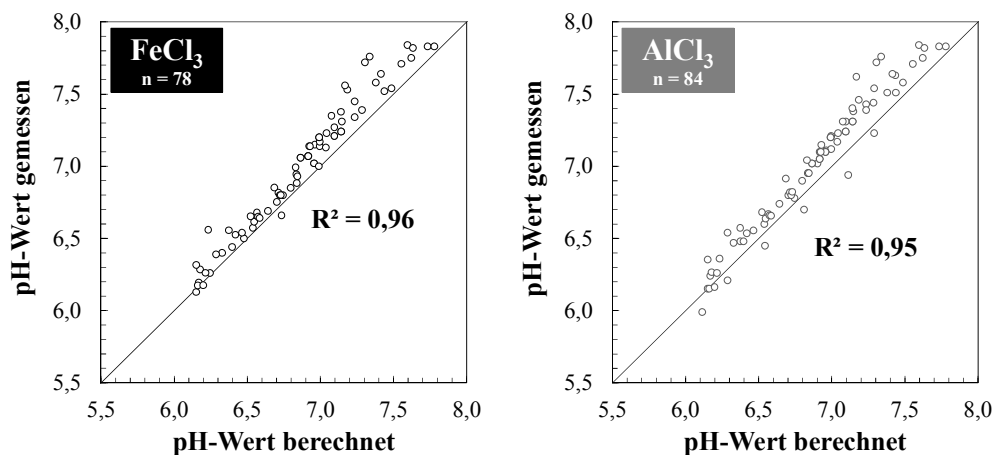 FeCl₃
n = 78
R² = 0,96
pH-Wert gemessen
8,0
7,5
7,0
6,5
6,0
5,5
5,5 6,0 6,5 7,0 7,5 8,0
pH-Wert berechnet
AlCl₃
n = 84
R² = 0,95
pH-Wert gemessen
8,0
7,5
7,0
6,5
6,0
5,5
5,5 6,0 6,5 7,0 7,5 8,0
pH-Wert berechnet